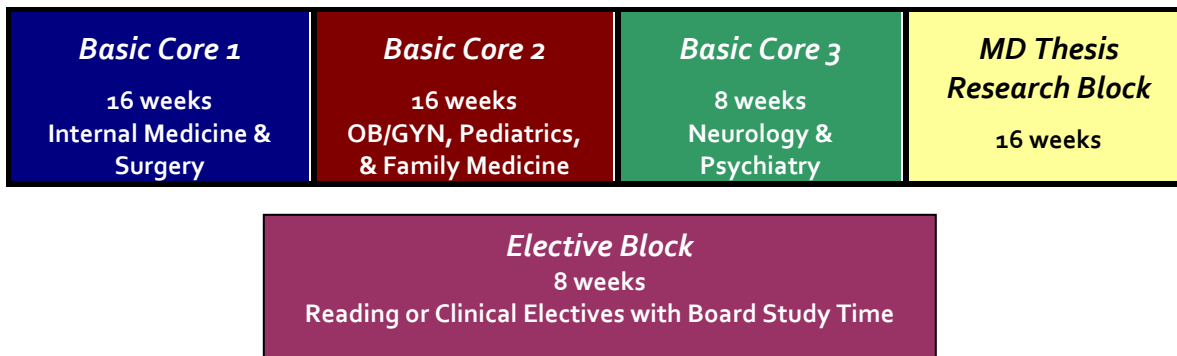 Basic Core 1
16 weeks
Internal Medicine &
Surgery
Basic Core 2
16 weeks
OB/GYN, Pediatrics,
& Family Medicine
Basic Core 3
8 weeks
Neurology &
Psychiatry
MD Thesis
Research Block
16 weeks
Elective Block
8 weeks
Reading or Clinical Electives with Board Study Time